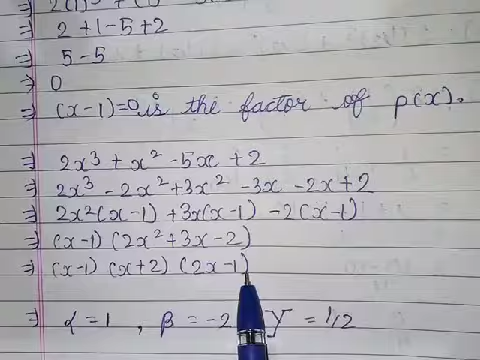 ⇒ 2 + 1 - 5 + 2
⇒ 5 - 5
⇒ 0
⇒ (x-1)=0 is the factor of p(x).
⇒ 2x³ + x² - 5x + 2
⇒ 2x³ - 2x² + 3x² - 3x - 2x + 2
⇒ 2x²(x-1) + 3x(x-1) - 2(x-1)
⇒ (x-1) (2x² + 3x - 2)
⇒ (x-1) (x+2) (2x-1)
⇒ α = 1 , β = -2 γ = 1/2